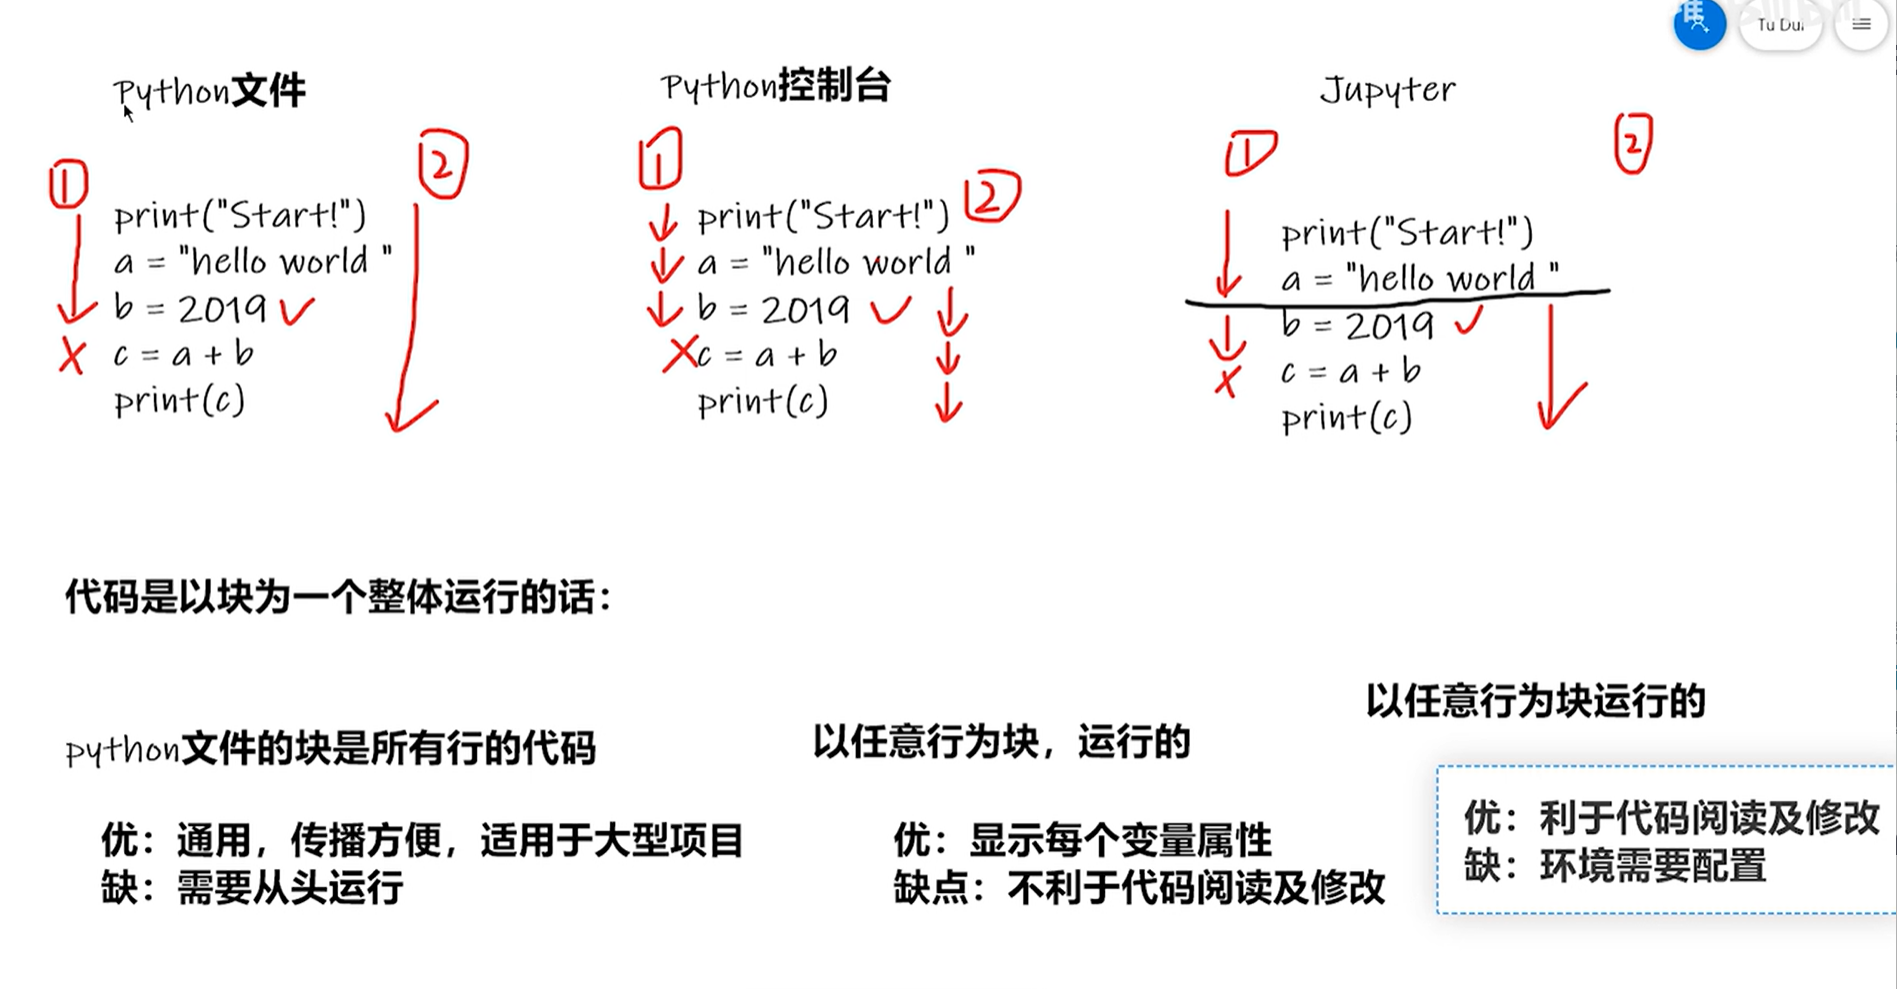 Tu Dui
Python文件
① ②
print("Start!")
a = "hello world "
b = 2019
c = a + b
print(c)
Python控制台
① ②
print("Start!")
a = "hello world "
b = 2019
c = a + b
print(c)
Jupyter
① ②
print("Start!")
a = "hello world "
b = 2019
c = a + b
print(c)
代码是以块为一个整体运行的话：
python文件的块是所有行的代码
优：通用，传播方便，适用于大型项目
缺：需要从头运行
以任意行为块，运行的
优：显示每个变量属性
缺点：不利于代码阅读及修改
以任意行为块运行的
优：利于代码阅读及修改
缺：环境需要配置